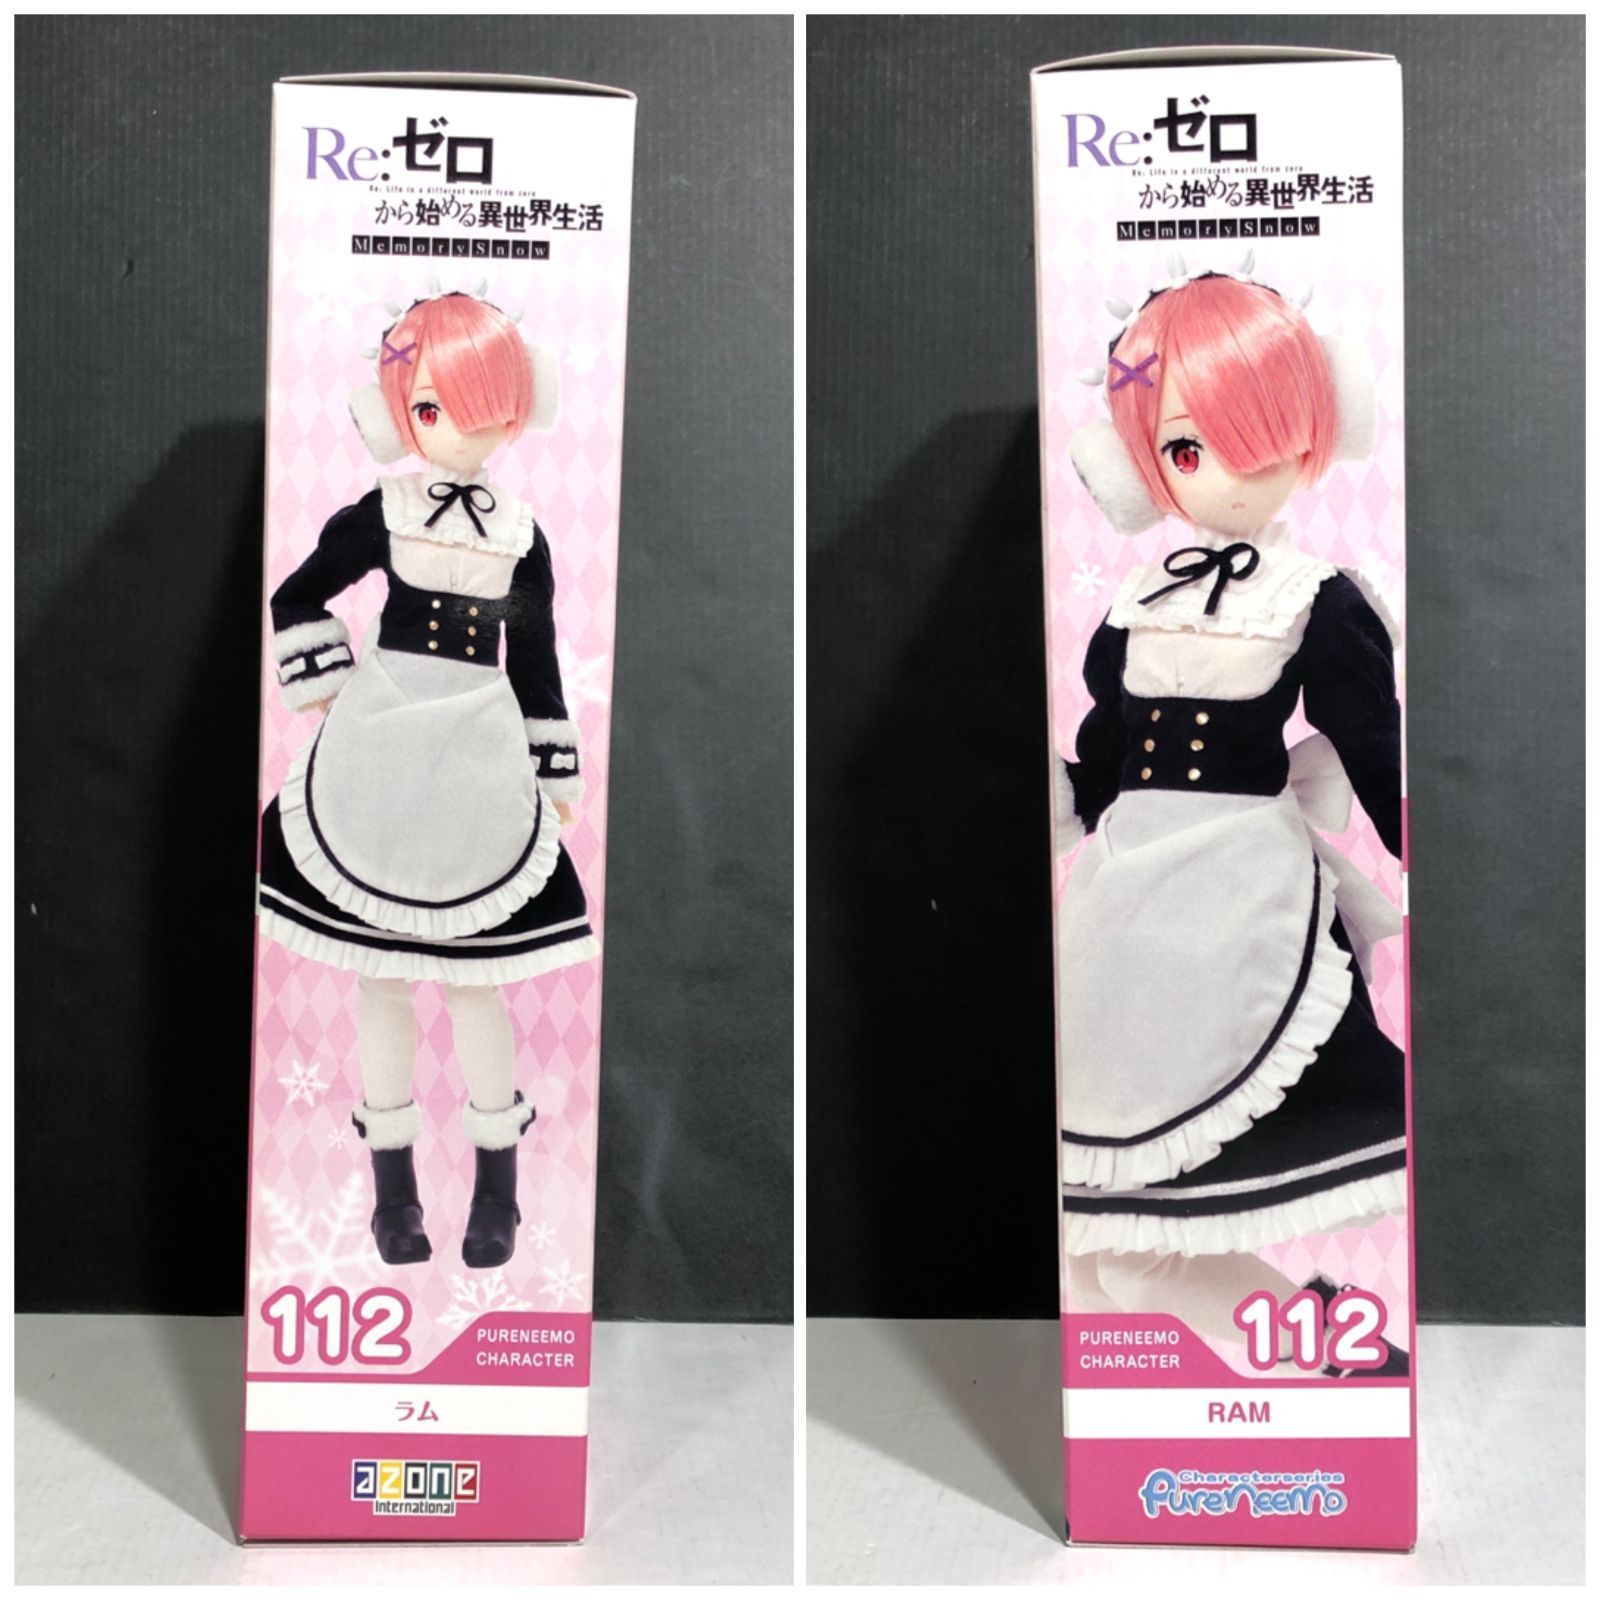 Re:ゼロ
Re: Life in a different world from zero
から始める異世界生活
Memory Snow
112
PURENEEMO
CHARACTER
ラム
azone
International
Re:ゼロ
Re: Life in a different world from zero
から始める異世界生活
Memory Snow
PURENEEMO
CHARACTER
112
RAM
Characterseries
PureNeemo